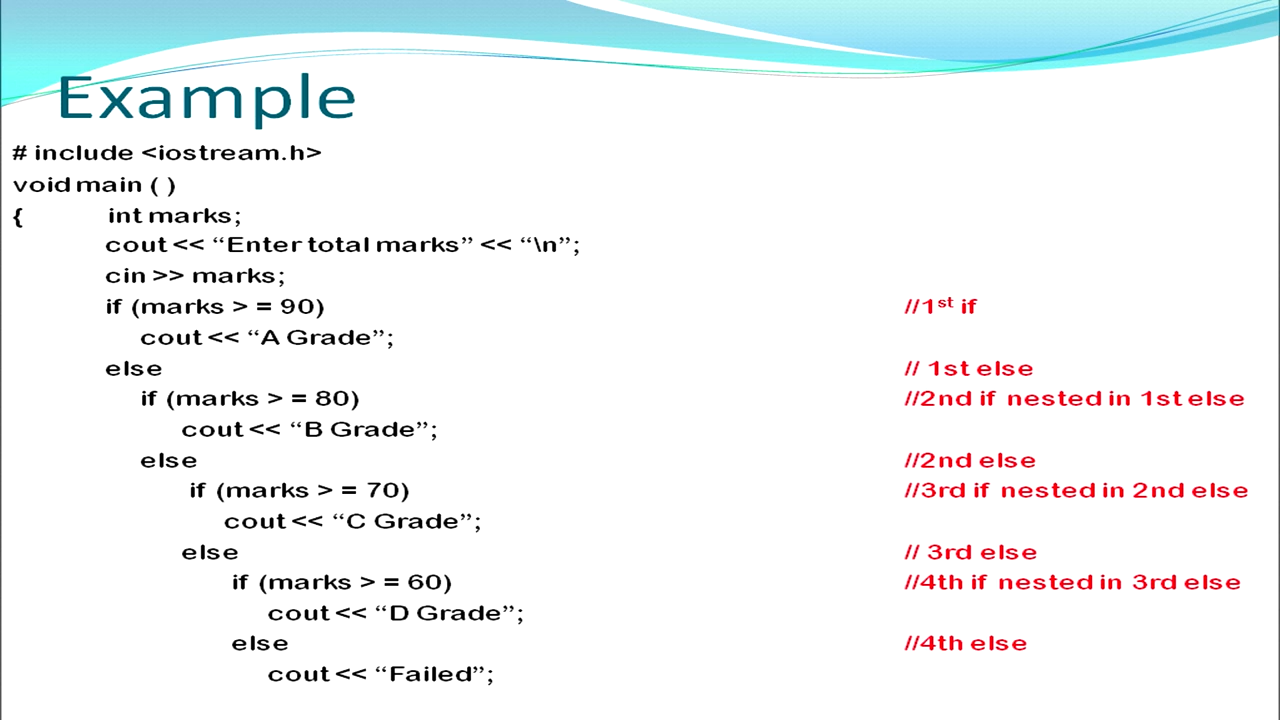 Example
# include <iostream.h>
void main ( )
{ int marks;
cout << “Enter total marks” << “\n”;
cin >> marks;
if (marks > = 90) //1st if
cout << “A Grade”;
else // 1st else
if (marks > = 80) //2nd if nested in 1st else
cout << “B Grade”;
else //2nd else
if (marks > = 70) //3rd if nested in 2nd else
cout << “C Grade”;
else // 3rd else
if (marks > = 60) //4th if nested in 3rd else
cout << “D Grade”;
else //4th else
cout << “Failed”;